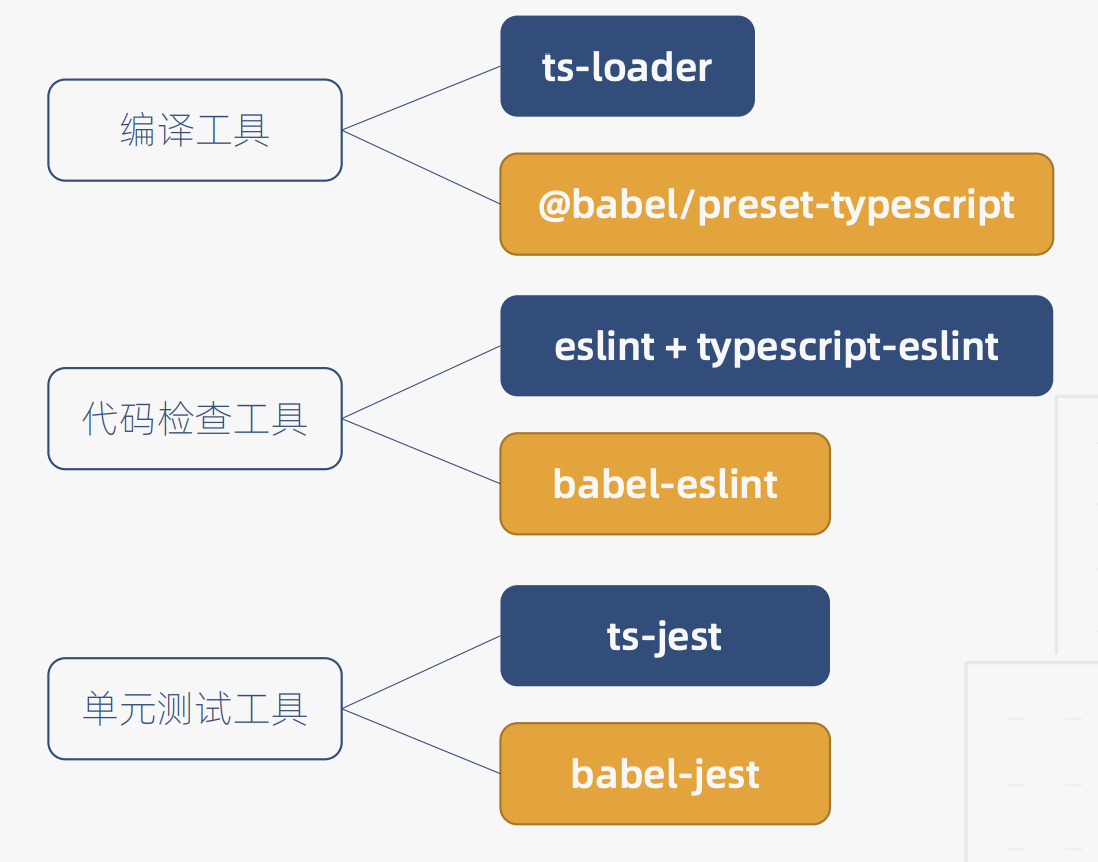 编译工具
ts-loader
@babel/preset-typescript
代码检查工具
eslint + typescript-eslint
babel-eslint
单元测试工具
ts-jest
babel-jest